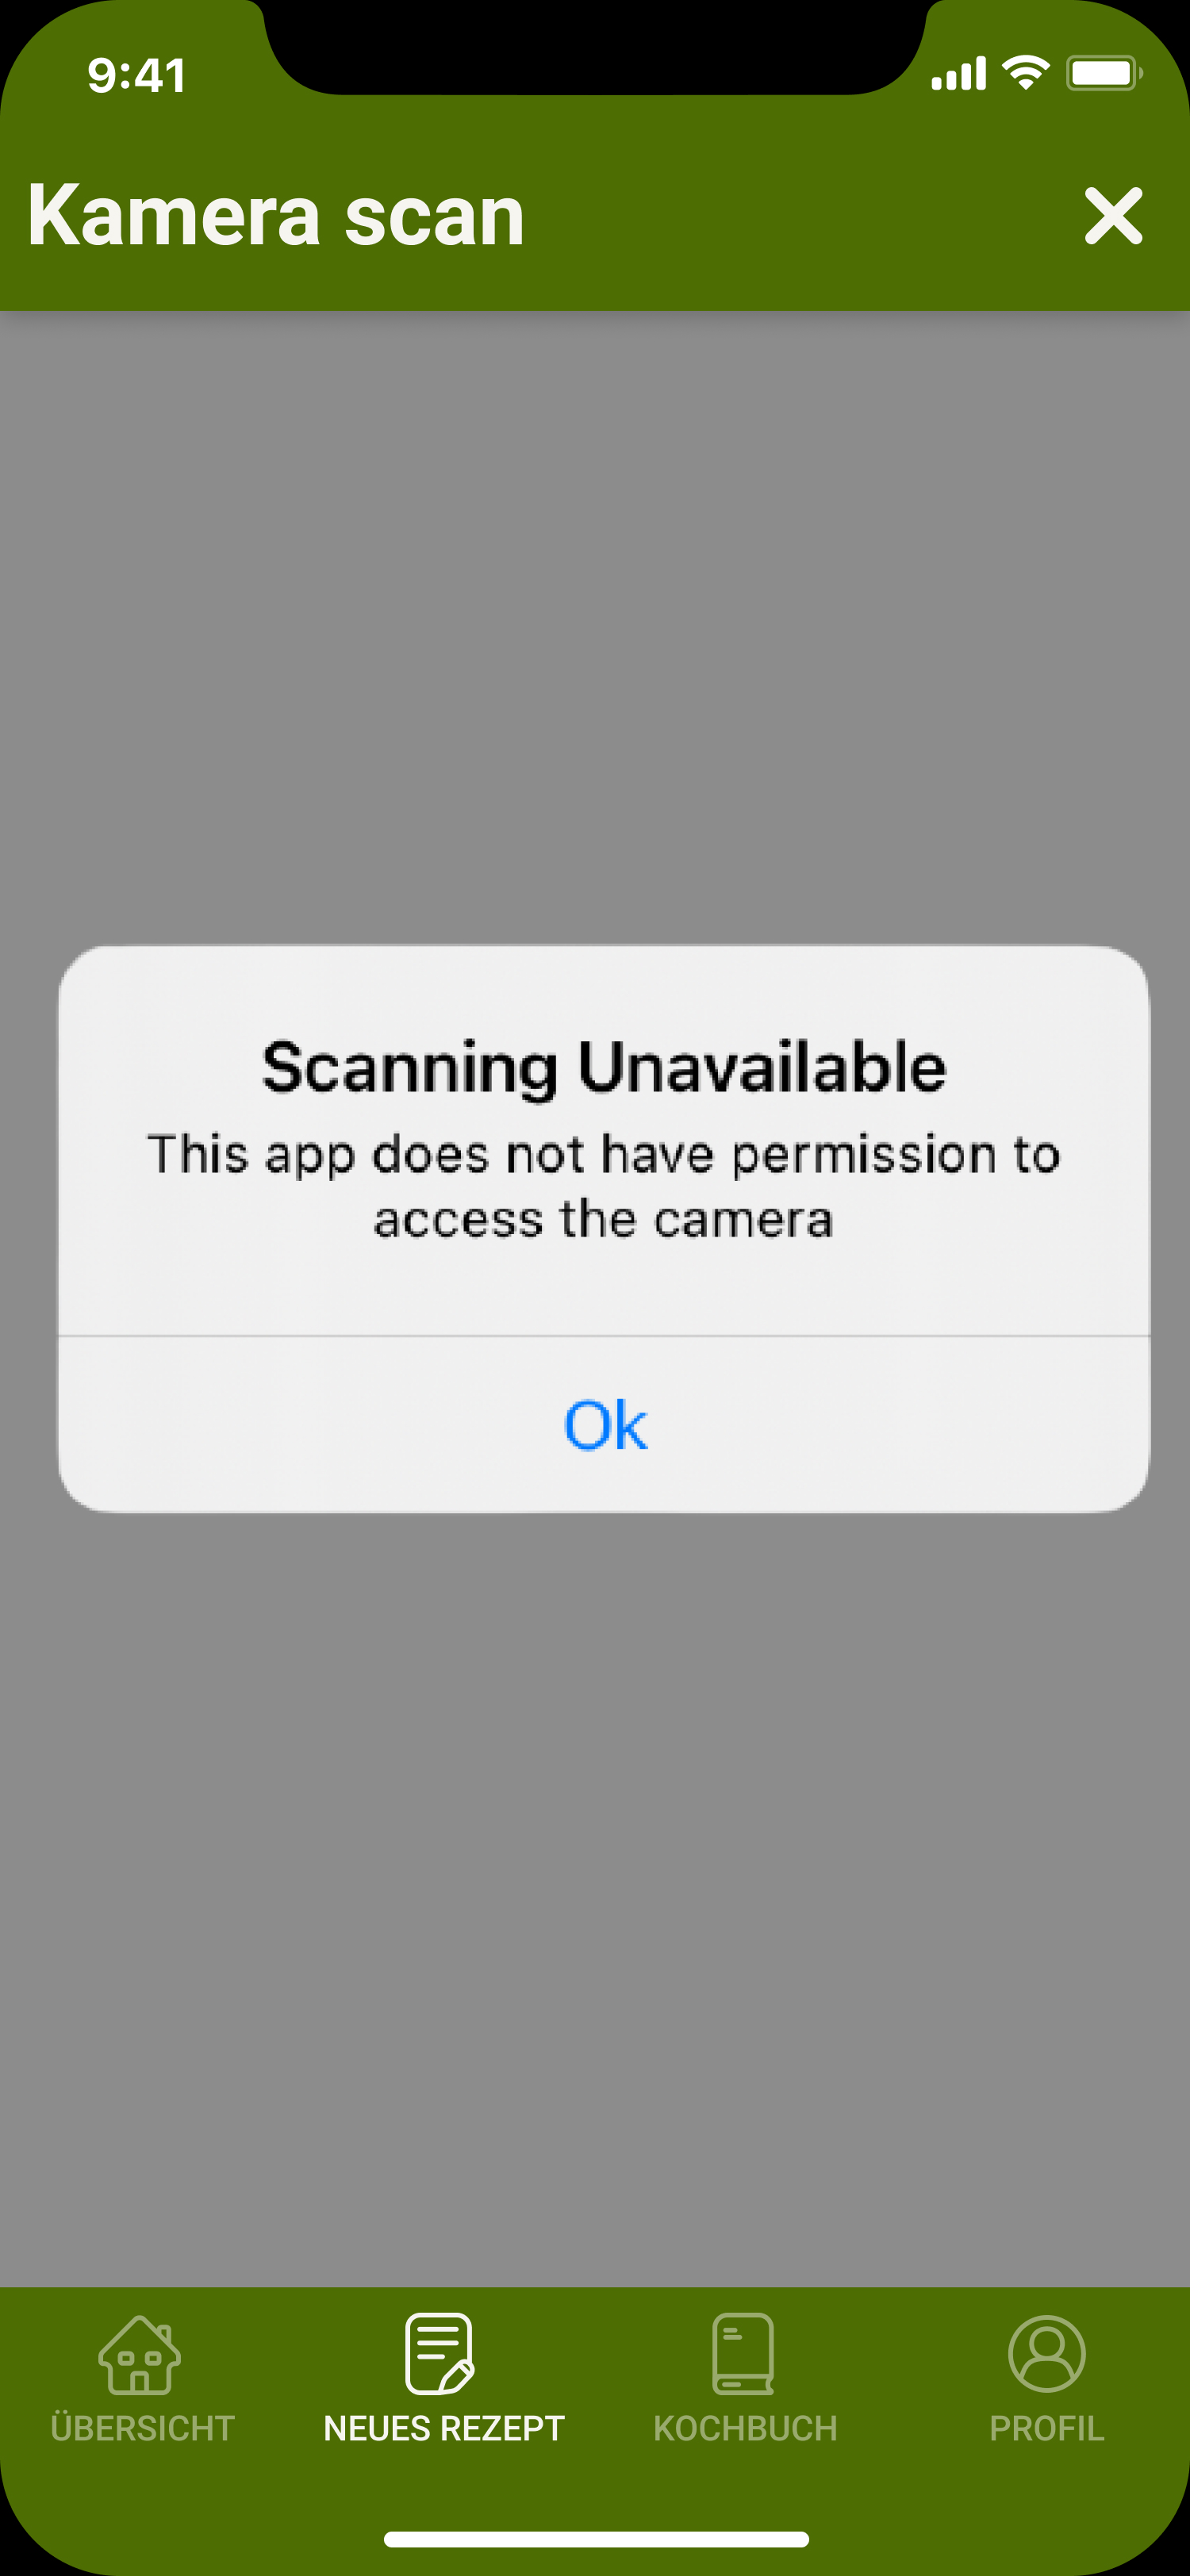 9:41
Kamera scan
Scanning Unavailable
This app does not have permission to
access the camera
Ok
ÜBERSICHT
NEUES REZEPT
KOCHBUCH
PROFIL